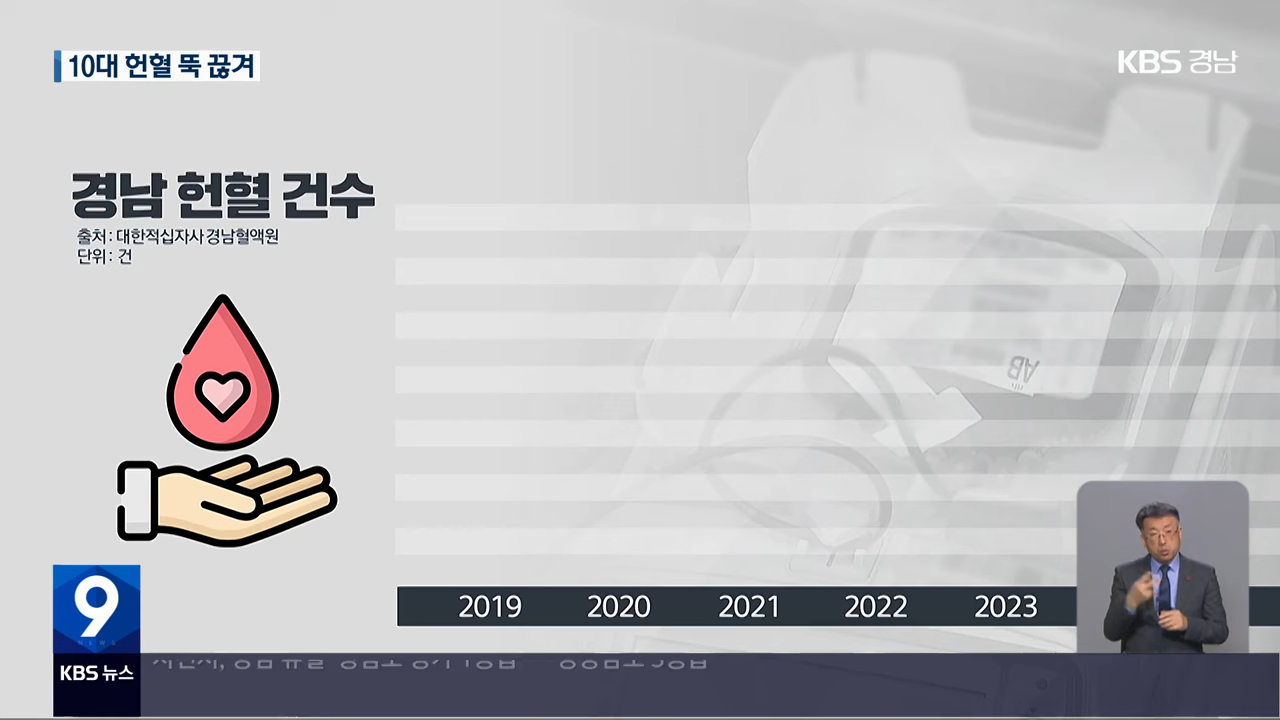 10대 헌혈 뚝 끊겨
KBS 경남
경남 헌혈 건수
출처 : 대한적십자사 경남혈액원
단위 : 건
AB
2019 2020 2021 2022 2023
9
NEWS
KBS 뉴스